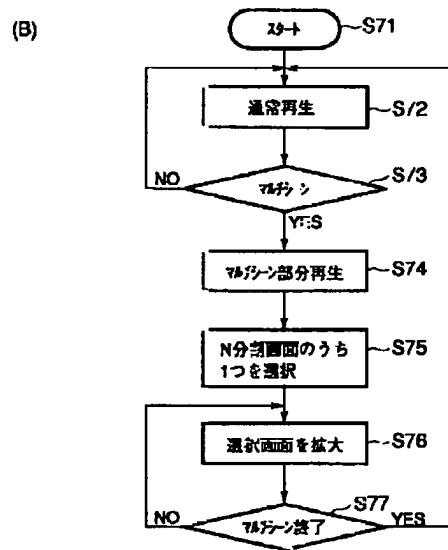 (B)
スタート
S71
通常再生
S72
マルチシーン
S73
NO
YES
マルチシーン部分再生
S74
N分割画面のうち
1つを選択
S75
選択画面を拡大
S76
マルチシーン終了
S77
NO
YES